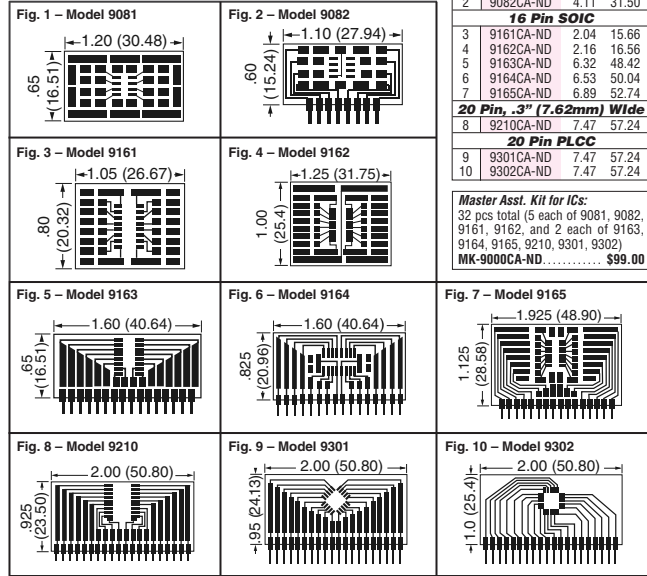 Fig. 1 – Model 9081
1.20 (30.48)
.65
(16.51)
Fig. 2 – Model 9082
1.10 (27.94)
.60
(15.24)
2 9082CA-ND 4.11 31.50
16 Pin SOIC
3 9161CA-ND 2.04 15.66
4 9162CA-ND 2.16 16.56
5 9163CA-ND 6.32 48.42
6 9164CA-ND 6.53 50.04
7 9165CA-ND 6.89 52.74
20 Pin, .3" (7.62mm) WIde
8 9210CA-ND 7.47 57.24
20 Pin PLCC
9 9301CA-ND 7.47 57.24
10 9302CA-ND 7.47 57.24
Master Asst. Kit for ICs:
32 pcs total (5 each of 9081, 9082,
9161, 9162, and 2 each of 9163,
9164, 9165, 9210, 9301, 9302)
MK-9000CA-ND............ $99.00
Fig. 3 – Model 9161
1.05 (26.67)
.80
(20.32)
Fig. 4 – Model 9162
1.25 (31.75)
1.00
(25.4)
Fig. 5 – Model 9163
1.60 (40.64)
.65
(16.51)
Fig. 6 – Model 9164
1.60 (40.64)
.825
(20.96)
Fig. 7 – Model 9165
1.925 (48.90)
1.125
(28.58)
Fig. 8 – Model 9210
2.00 (50.80)
.925
(23.50)
Fig. 9 – Model 9301
2.00 (50.80)
.95 (24.13)
Fig. 10 – Model 9302
2.00 (50.80)
1.0 (25.4)